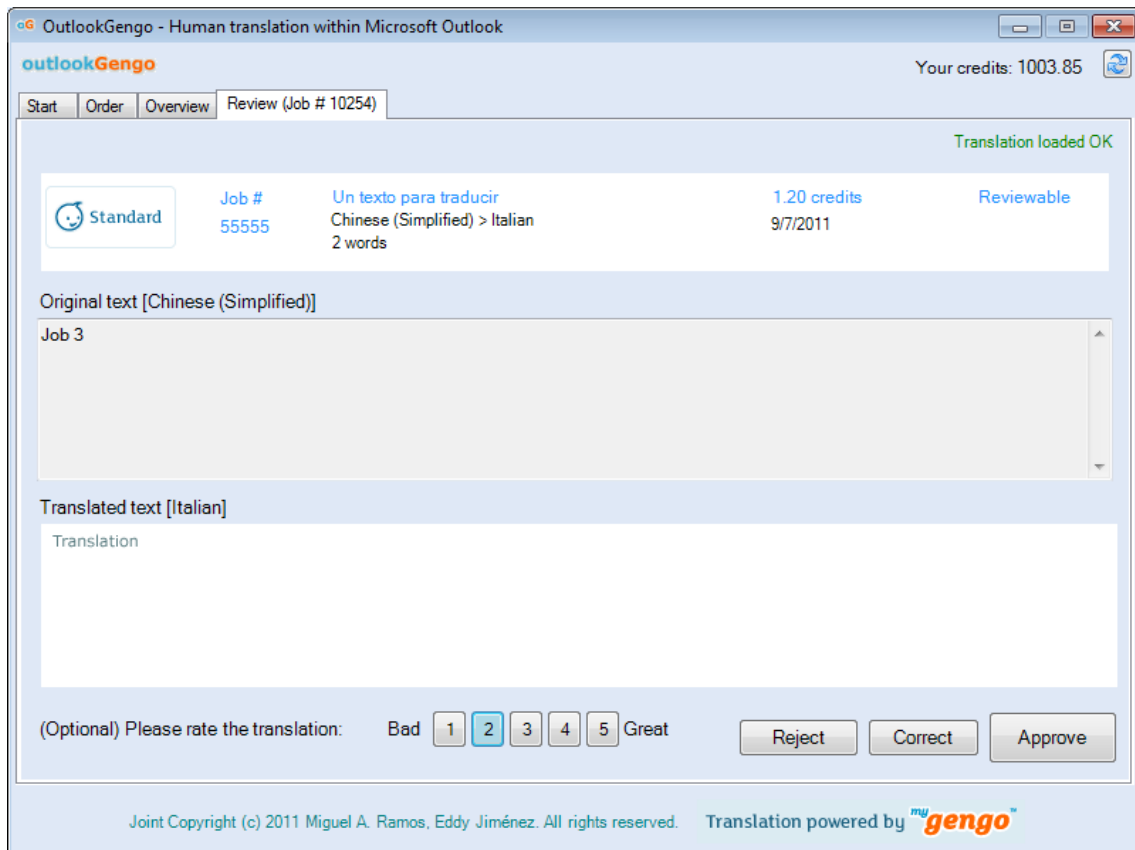 oG OutlookGengo - Human translation within Microsoft Outlook
outlookGengo
Your credits: 1003.85
Start Order Overview Review (Job # 10254)
Translation loaded OK
Standard
Job #
55555
Un texto para traducir
Chinese (Simplified) > Italian
2 words
1.20 credits
9/7/2011
Reviewable
Original text [Chinese (Simplified)]
Job 3
Translated text [Italian]
Translation
(Optional) Please rate the translation: Bad 1 2 3 4 5 Great
Reject Correct Approve
Joint Copyright (c) 2011 Miguel A. Ramos, Eddy Jiménez. All rights reserved. Translation powered by mygengo™